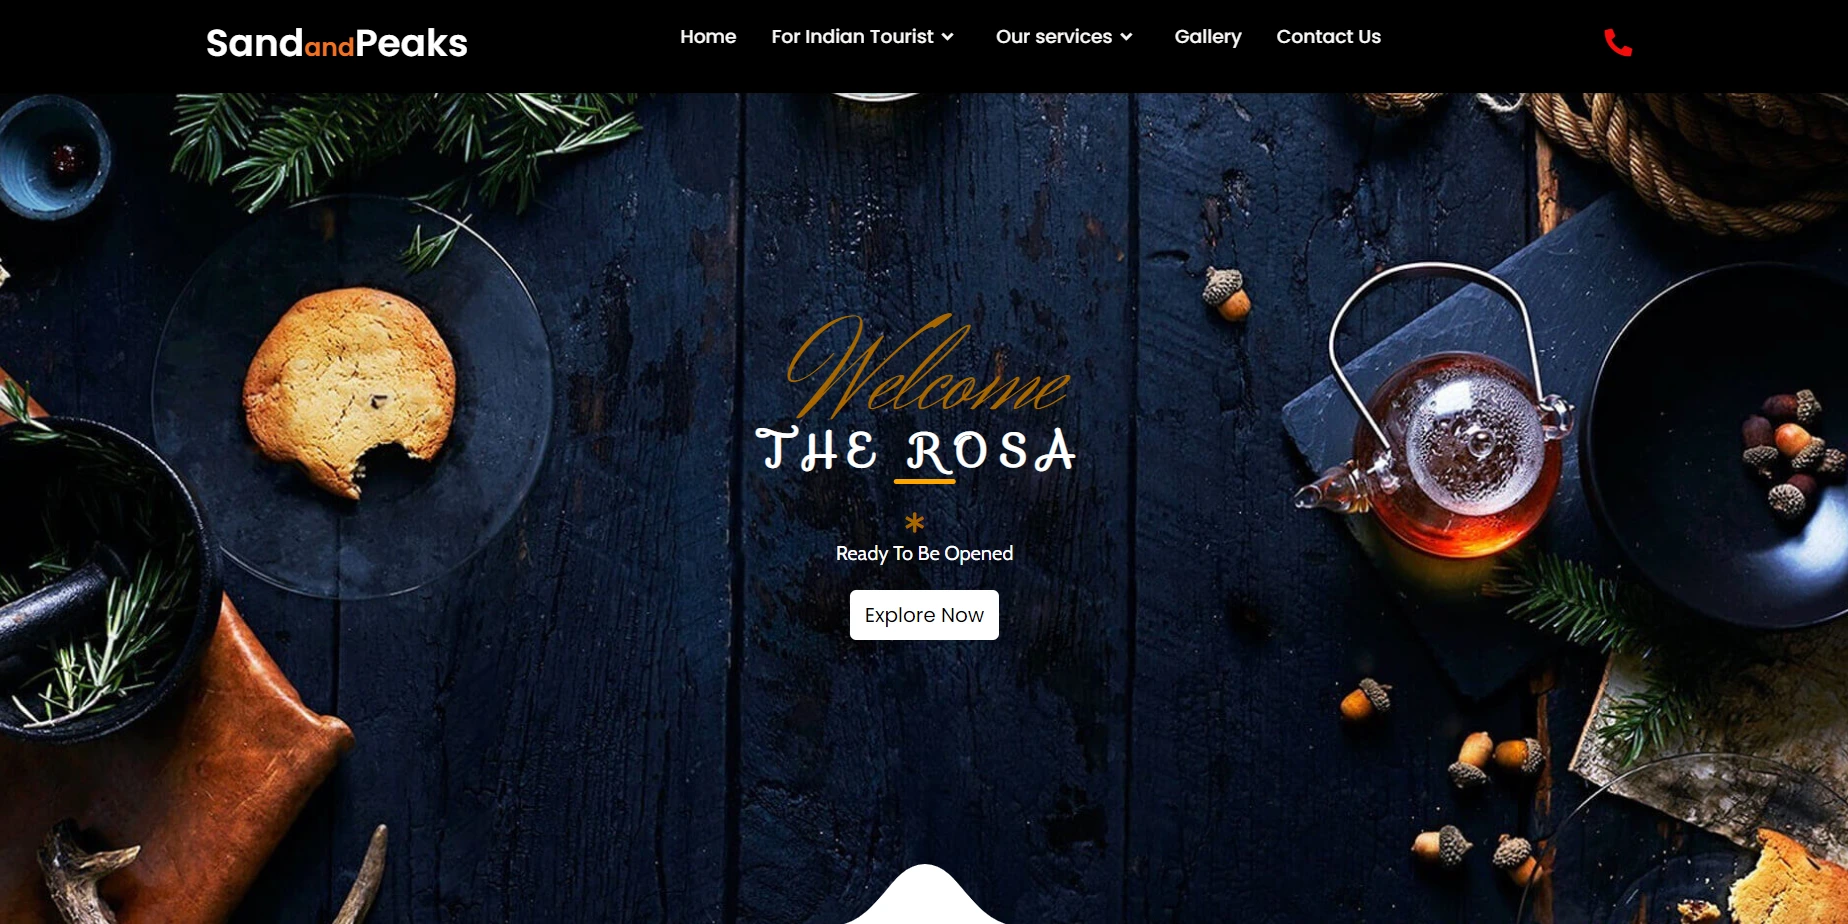 SandandPeaks
Home
For Indian Tourist
Our services
Gallery
Contact Us
Welcome
THE ROSA
*
Ready To Be Opened
Explore Now